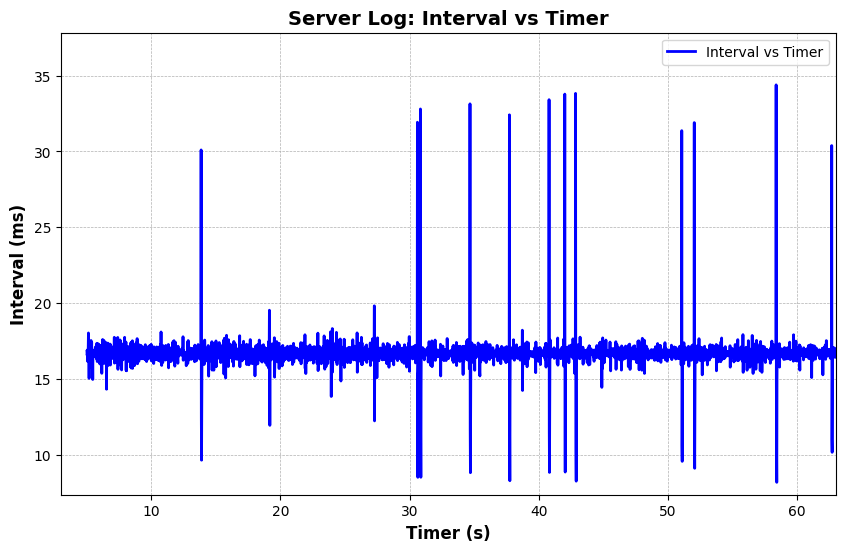 Server Log: Interval vs Timer
Interval vs Timer
35
30
25
20
15
10
Interval (ms)
10 20 30 40 50 60
Timer (s)